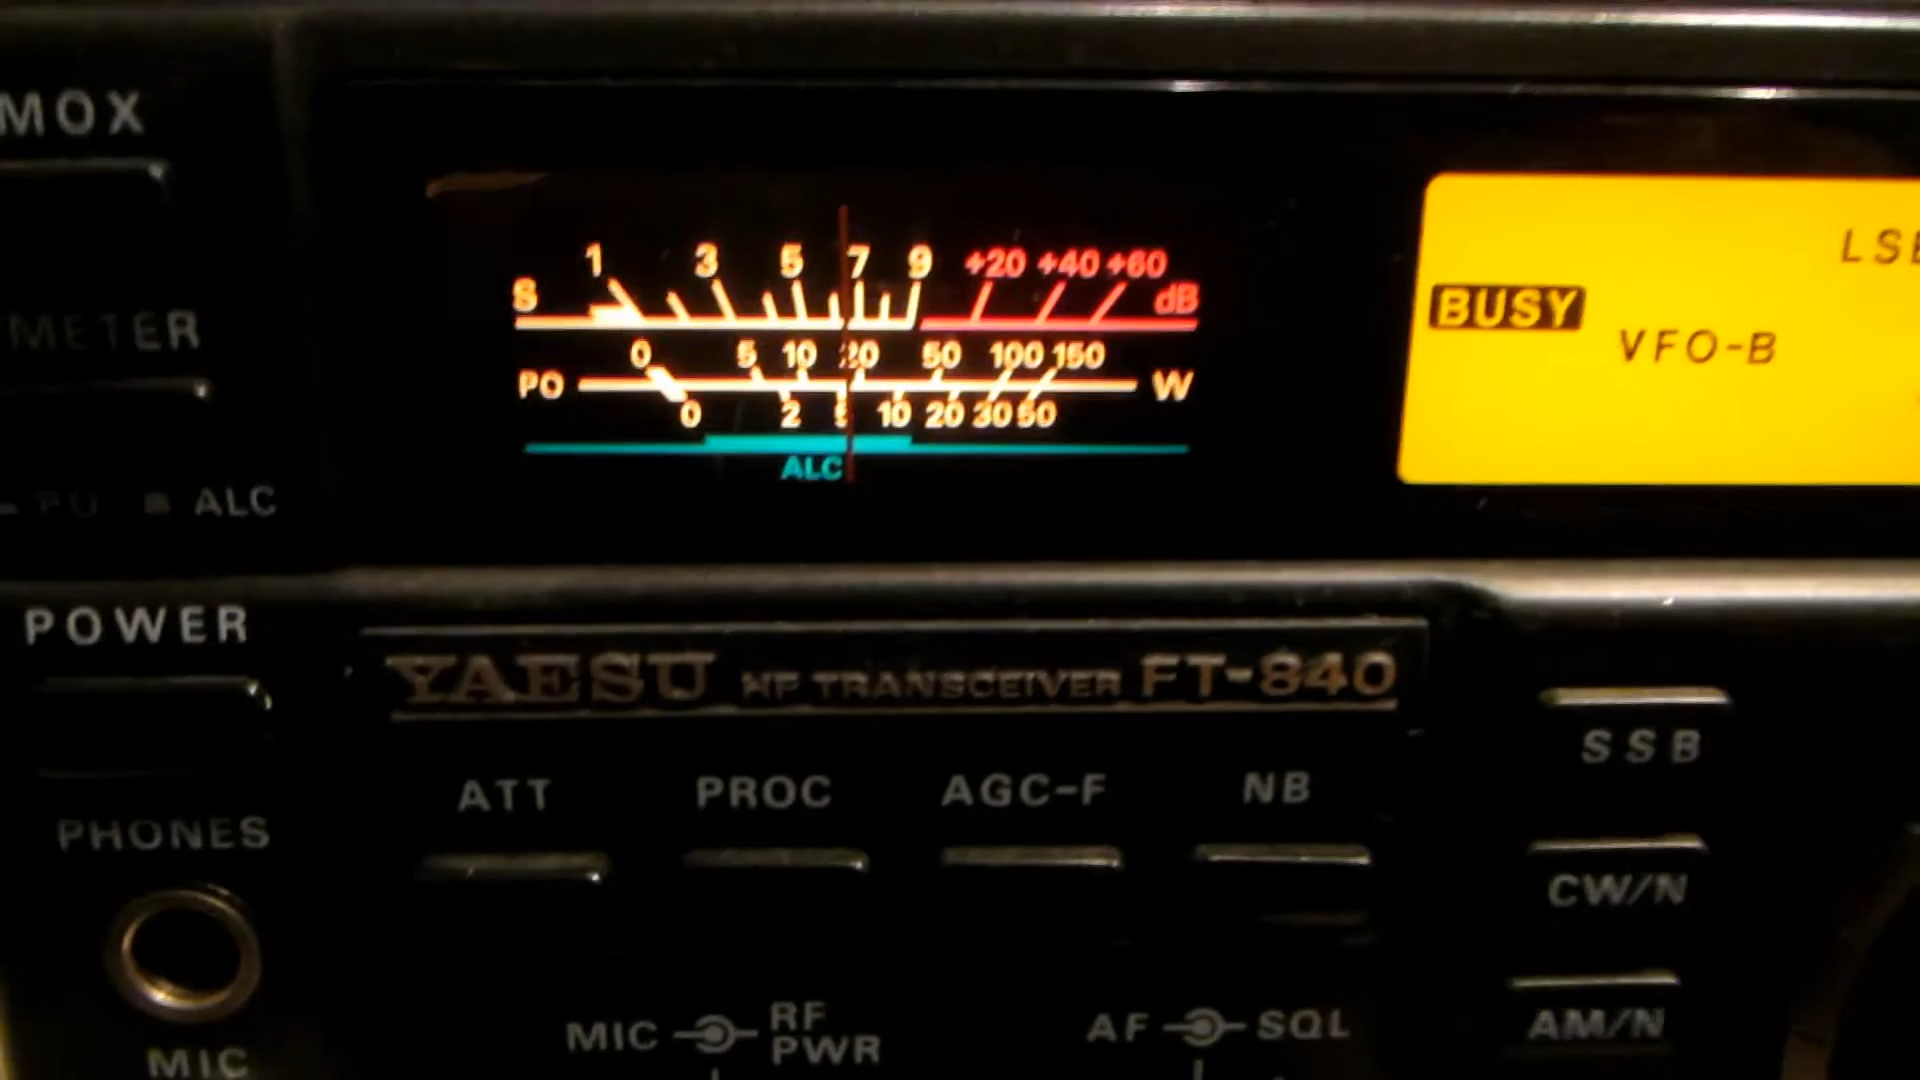 MOX
METER
PO ALC
POWER
PHONES
MIC
1 3 5 7 9 +20 +40 +60
S dB
0 5 10 20 50 100 150
PO W
0 2 5 10 20 30 50
ALC
BUSY
VFO-B
YAESU HF TRANSCEIVER FT-840
ATT PROC AGC-F NB
SSB
CW/N
AM/N
MIC RF PWR
AF SQL